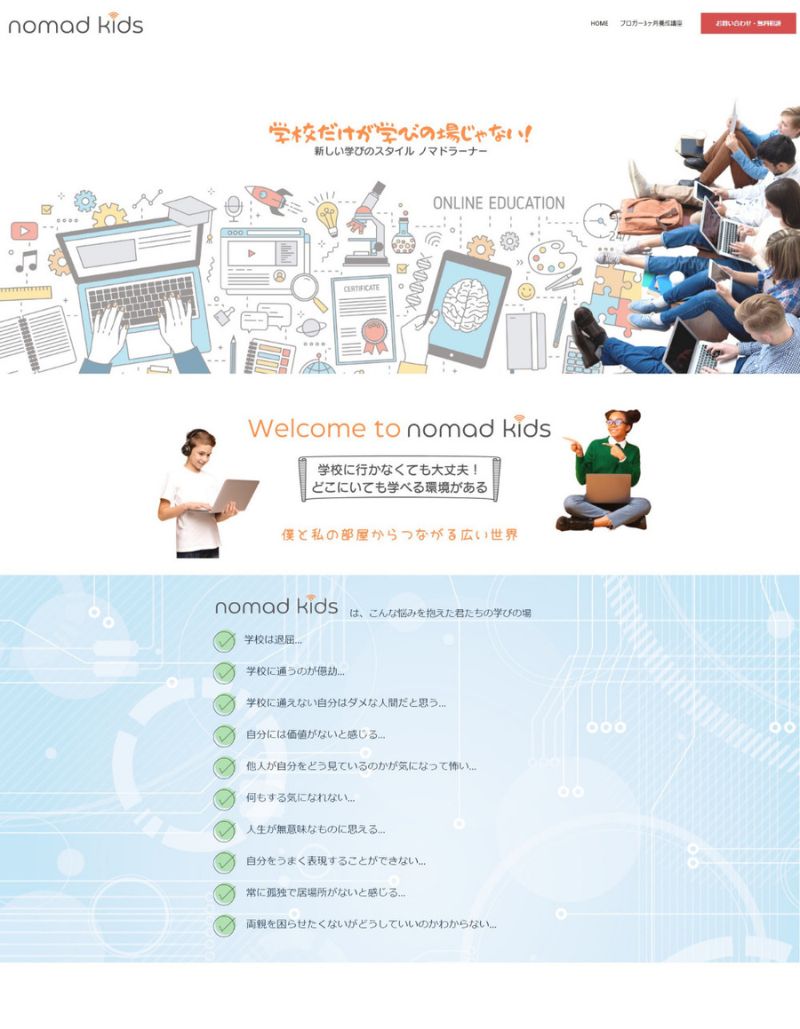 nomad kids
HOME
ブロガー3ヶ月養成講座
お問い合わせ・無料相談
学校だけが学びの場じゃない!
新しい学びのスタイル ノマドラーナー
ONLINE EDUCATION
CERTIFICATE
24/7
Welcome to nomad kids
学校に行かなくても大丈夫！
どこにいても学べる環境がある
僕と私の部屋からつながる広い世界
nomad kids は、こんな悩みを抱えた君たちの学びの場
学校は退屈...
学校に通うのが億劫...
学校に通えない自分はダメな人間だと思う...
自分には価値がないと感じる...
他人が自分をどう見ているのかが気になって怖い...
何もする気になれない...
人生が無意味なものに思える...
自分をうまく表現することができない...
常に孤独で居場所がないと感じる...
両親を困らせたくないがどうしていいのかわからない...